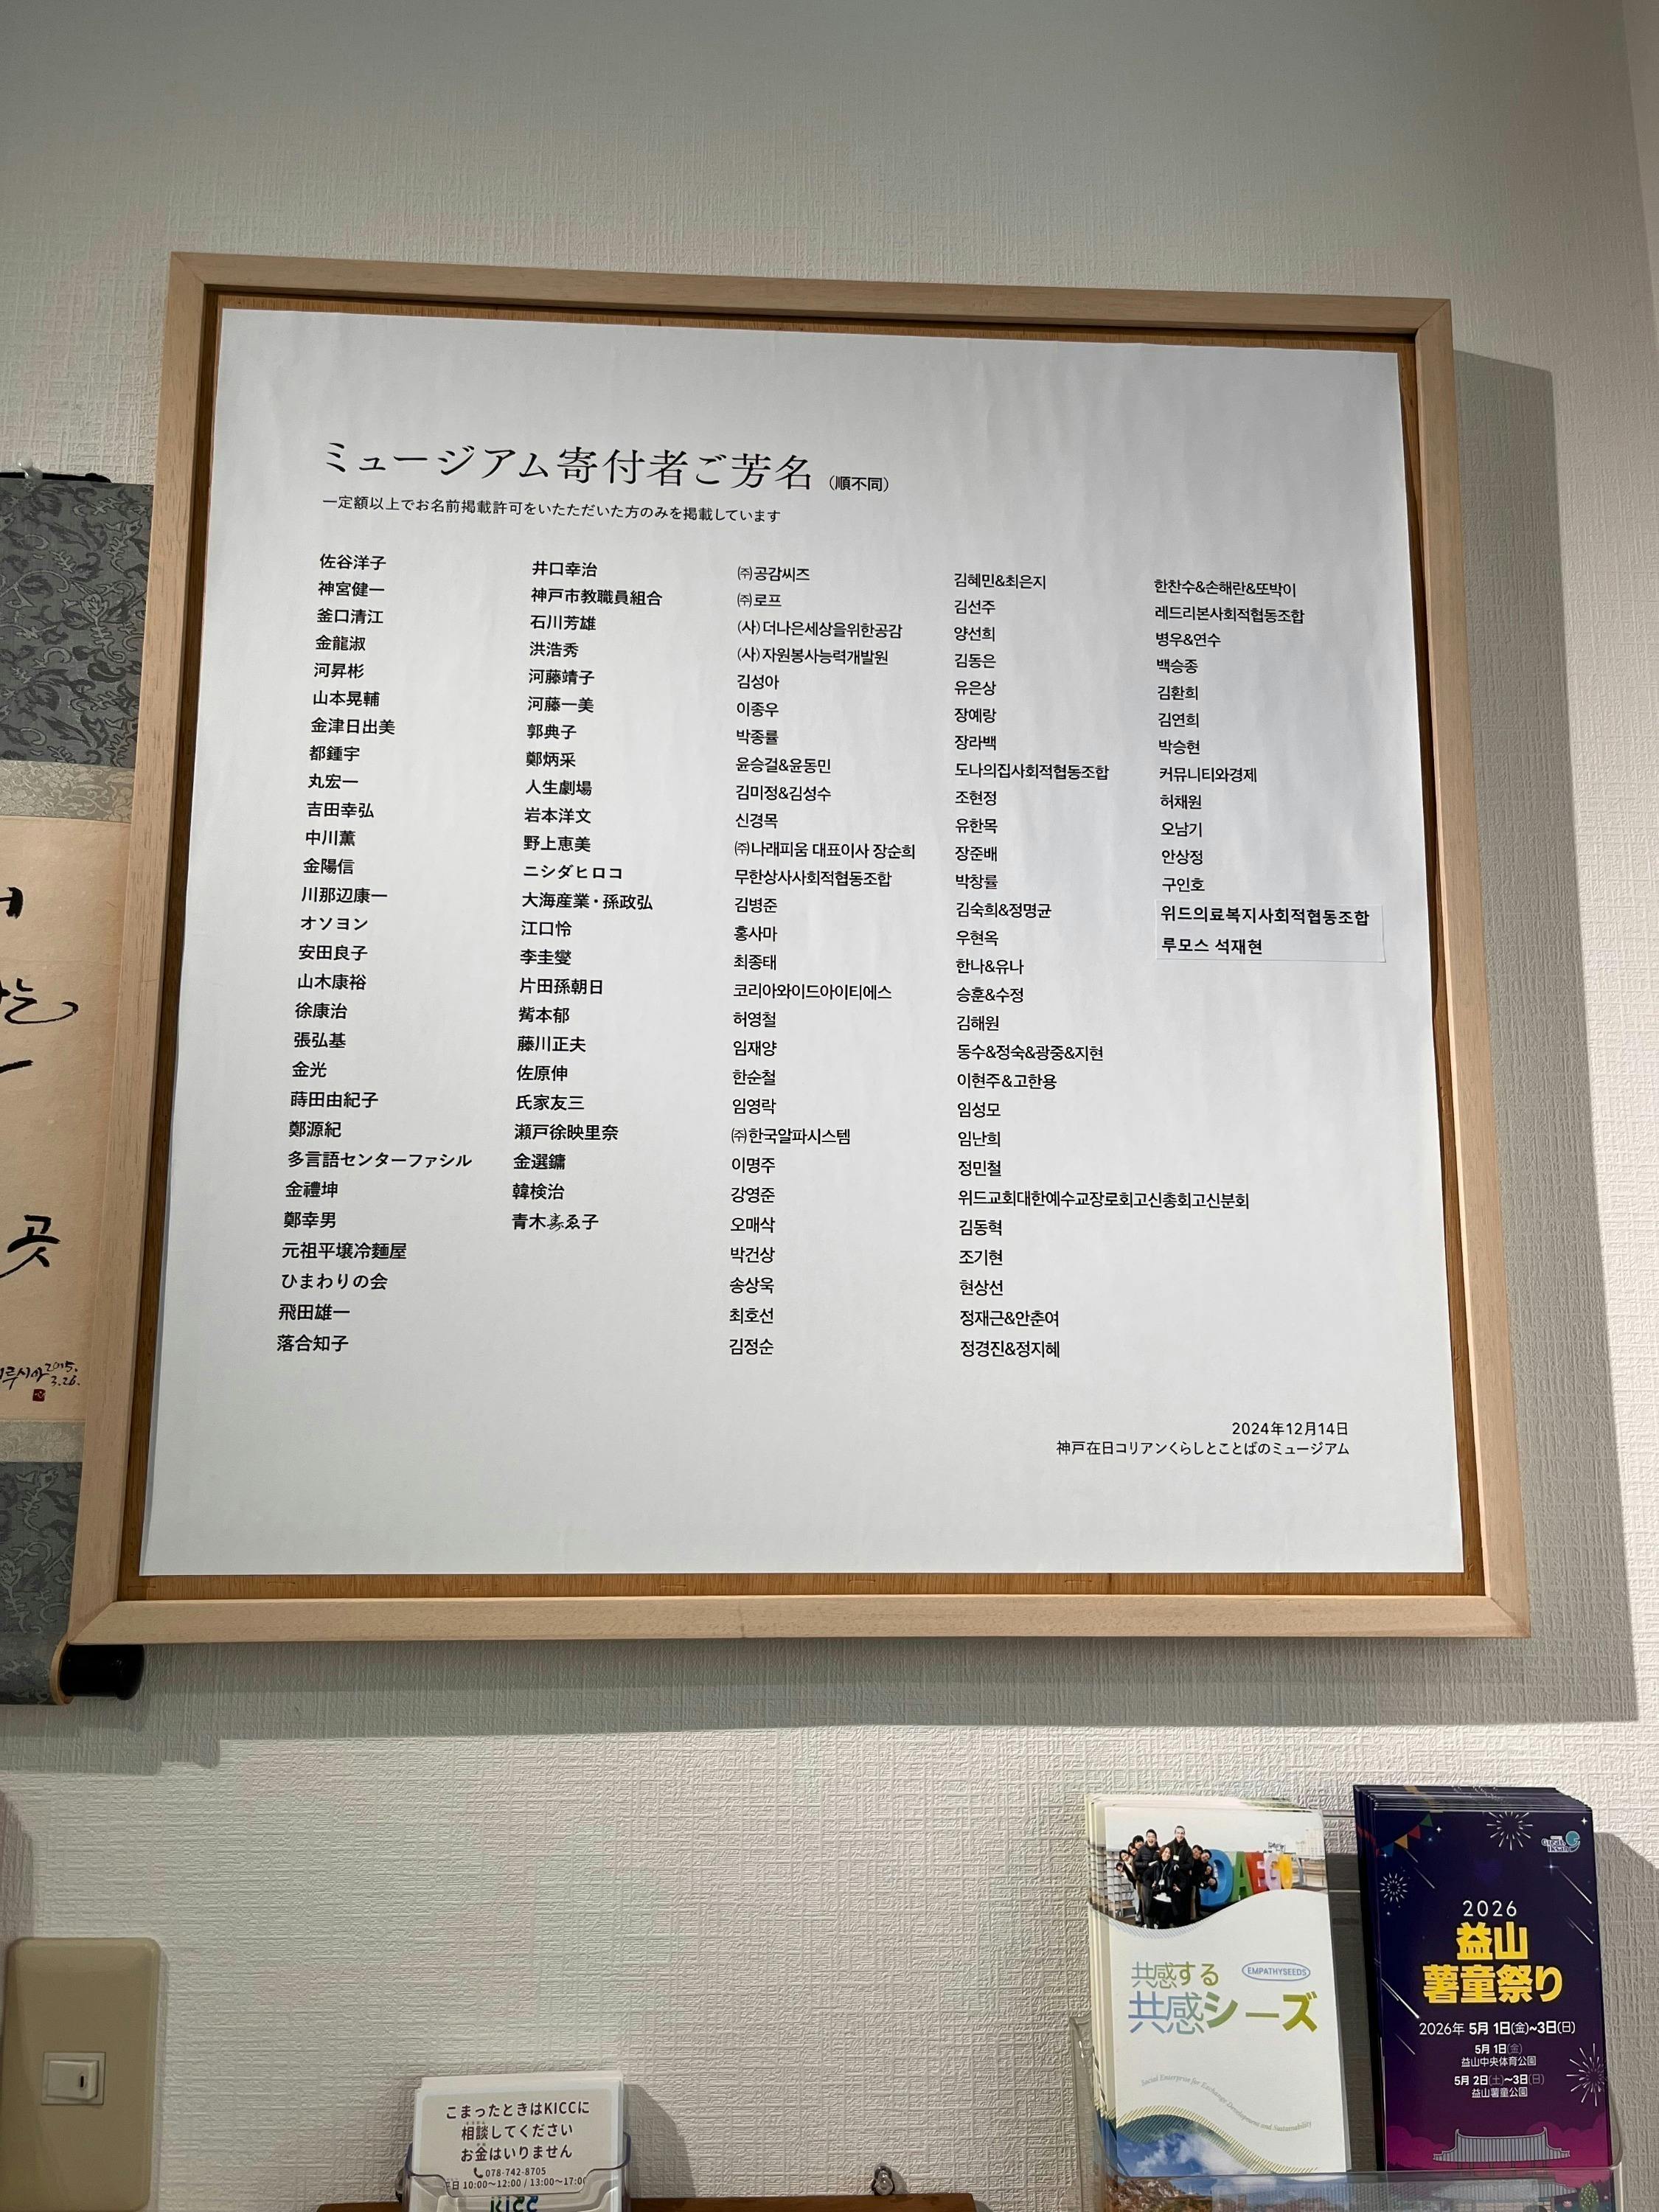 ミュージアム寄付者ご芳名 (順不同)
一定額以上でお名前掲載許可をいたただいた方のみを掲載しています
佐谷洋子
神宮健一
釜口清江
金龍淑
河昇彬
山本晃輔
金津日出美
都鍾宇
丸宏一
吉田幸弘
中川薫
金陽信
川那辺康一
オソヨン
安田良子
山木康裕
徐康治
張弘基
金光
蒔田由紀子
鄭源紀
多言語センターファシル
金禮坤
鄭幸男
元祖平壌冷麵屋
ひまわりの会
飛田雄一
落合知子
井口幸治
神戸市教職員組合
石川芳雄
洪浩秀
河藤靖子
河藤一美
郭典子
鄭炳采
人生劇場
岩本洋文
野上恵美
ニシダヒロコ
大海産業・孫政弘
江口怜
李圭燮
片田孫朝日
觜本郁
藤川正夫
佐原伸
氏家友三
瀬戸徐映里奈
金選鏞
韓検治
青木ゑ子
㈜공감씨즈
㈜로프
(사)더나은세상을위한공감
(사)자원봉사능력개발원
김성아
이종우
박종률
윤승걸&윤동민
김미정&김성수
신경목
㈜나래피움 대표이사 장순희
무한상사사회적협동조합
김병준
홍사마
최종태
코리아와이드아이티에스
허영철
임재양
한순철
임영락
㈜한국알파시스템
이명주
강영준
오매삭
박건상
송상욱
최호선
김정순
김혜민&최은지
김선주
양선희
김동은
유은상
장예랑
장라백
도나의집사회적협동조합
조현정
유한목
장준배
박창률
김숙희&정명균
우현옥
한나&유나
승훈&수정
김해원
동수&정숙&광중&지현
이현주&고한용
임성모
임난희
정민철
위드교회대한예수교장로회고신총회고신분회
김동혁
조기현
현상선
정재근&안춘여
정경진&정지혜
한찬수&손해란&또박이
레드리본사회적협동조합
병우&연수
백승종
김환희
김연희
박승현
커뮤니티와경제
허채원
오남기
안상정
구인호
위드의료복지사회적협동조합
루모스 석재현
2024年12月14日
神戸在日コリアンくらしとことばのミュージアム
곳
2015.
3.26.
DAEGU
共感する
EMPATHYSEEDS
共感シーズ
Social Enterprise for Exchange, Development and Sustainability
2026
益山
薯童祭り
2026年 5月 1日(金)~3日(日)
5月 1日(金)
益山中央体育公園
5月 2日(土)~3日(日)
益山薯童公園
こまったときはKICCに
相談してください
お金はいりません
078-742-8705
日 10:00～12:00 / 13:00～17:00
KICC